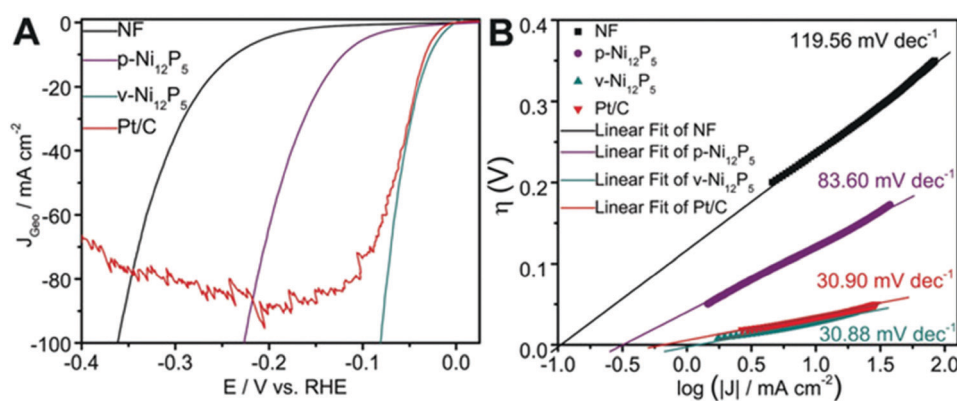 A
NF
p-Ni₁₂P₅
v-Ni₁₂P₅
Pt/C
0
-20
-40
-60
-80
-100
J_Geo / mA cm⁻²
-0.4
-0.3
-0.2
-0.1
0.0
E / V vs. RHE
B
NF
p-Ni₁₂P₅
v-Ni₁₂P₅
Pt/C
Linear Fit of NF
Linear Fit of p-Ni₁₂P₅
Linear Fit of v-Ni₁₂P₅
Linear Fit of Pt/C
119.56 mV dec⁻¹
83.60 mV dec⁻¹
30.90 mV dec⁻¹
30.88 mV dec⁻¹
0.4
0.3
0.2
0.1
0.0
η (V)
-1.0
-0.5
0.0
0.5
1.0
1.5
2.0
log (|J| / mA cm⁻²)